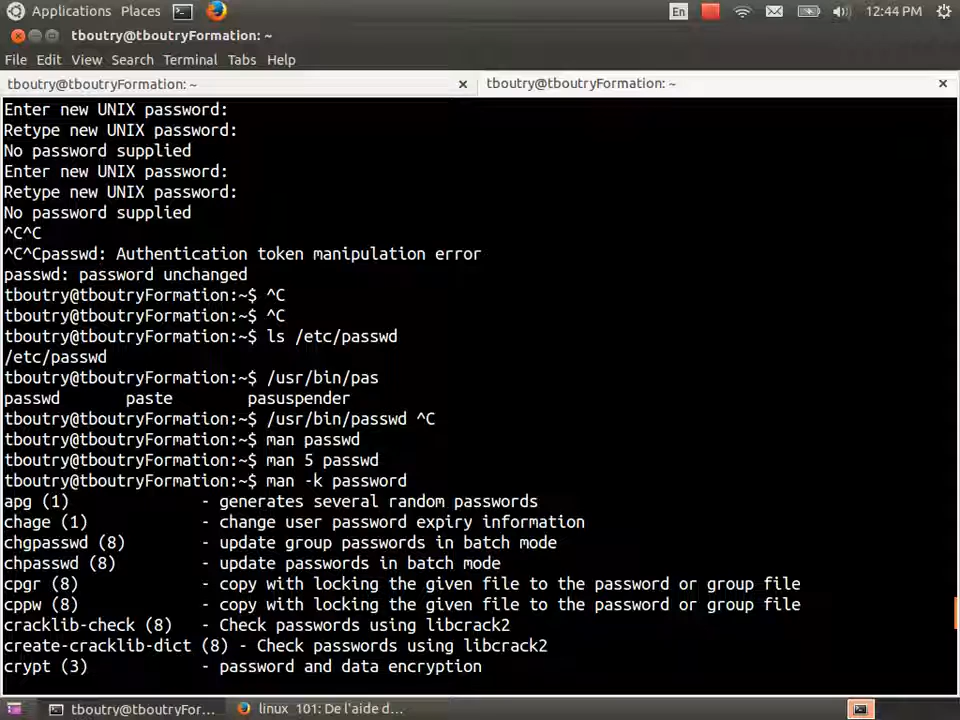 Applications Places En 12:44 PM
tboutry@tboutryFormation: ~
File Edit View Search Terminal Tabs Help
tboutry@tboutryFormation: ~ × tboutry@tboutryFormation: ~ ×
Enter new UNIX password:
Retype new UNIX password:
No password supplied
Enter new UNIX password:
Retype new UNIX password:
No password supplied
^C^C
^C^Cpasswd: Authentication token manipulation error
passwd: password unchanged
tboutry@tboutryFormation:~$ ^C
tboutry@tboutryFormation:~$ ^C
tboutry@tboutryFormation:~$ ls /etc/passwd
/etc/passwd
tboutry@tboutryFormation:~$ /usr/bin/pas
passwd paste pasuspender
tboutry@tboutryFormation:~$ /usr/bin/passwd ^C
tboutry@tboutryFormation:~$ man passwd
tboutry@tboutryFormation:~$ man 5 passwd
tboutry@tboutryFormation:~$ man -k password
apg (1) - generates several random passwords
chage (1) - change user password expiry information
chgpasswd (8) - update group passwords in batch mode
chpasswd (8) - update passwords in batch mode
cpgr (8) - copy with locking the given file to the password or group file
cppw (8) - copy with locking the given file to the password or group file
cracklib-check (8) - Check passwords using libcrack2
create-cracklib-dict (8) - Check passwords using libcrack2
crypt (3) - password and data encryption
tboutry@tboutryFor... linux 101: De l'aide d...